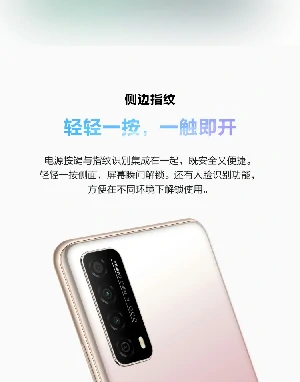 侧边指纹
轻轻一按，一触即开
电源按键与指纹识别集成在一起，既安全又便捷。
轻轻一按侧面，屏幕瞬间解锁。还有人脸识别功能，
方便在不同环境下解锁使用。